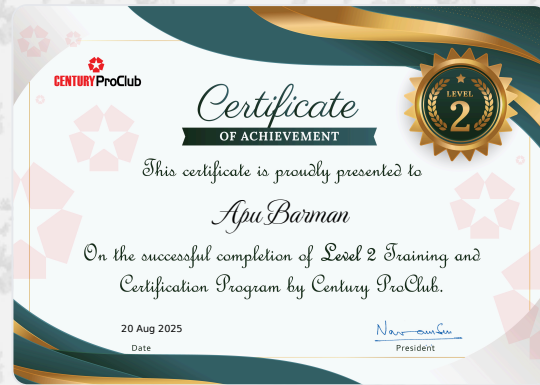 CENTURY ProClub
Certificate
LEVEL
2
OF ACHIEVEMENT
This certificate is proudly presented to
Apu Barman
On the successful completion of Level 2 Training and
Certification Program by Century ProClub.
20 Aug 2025
Date
President